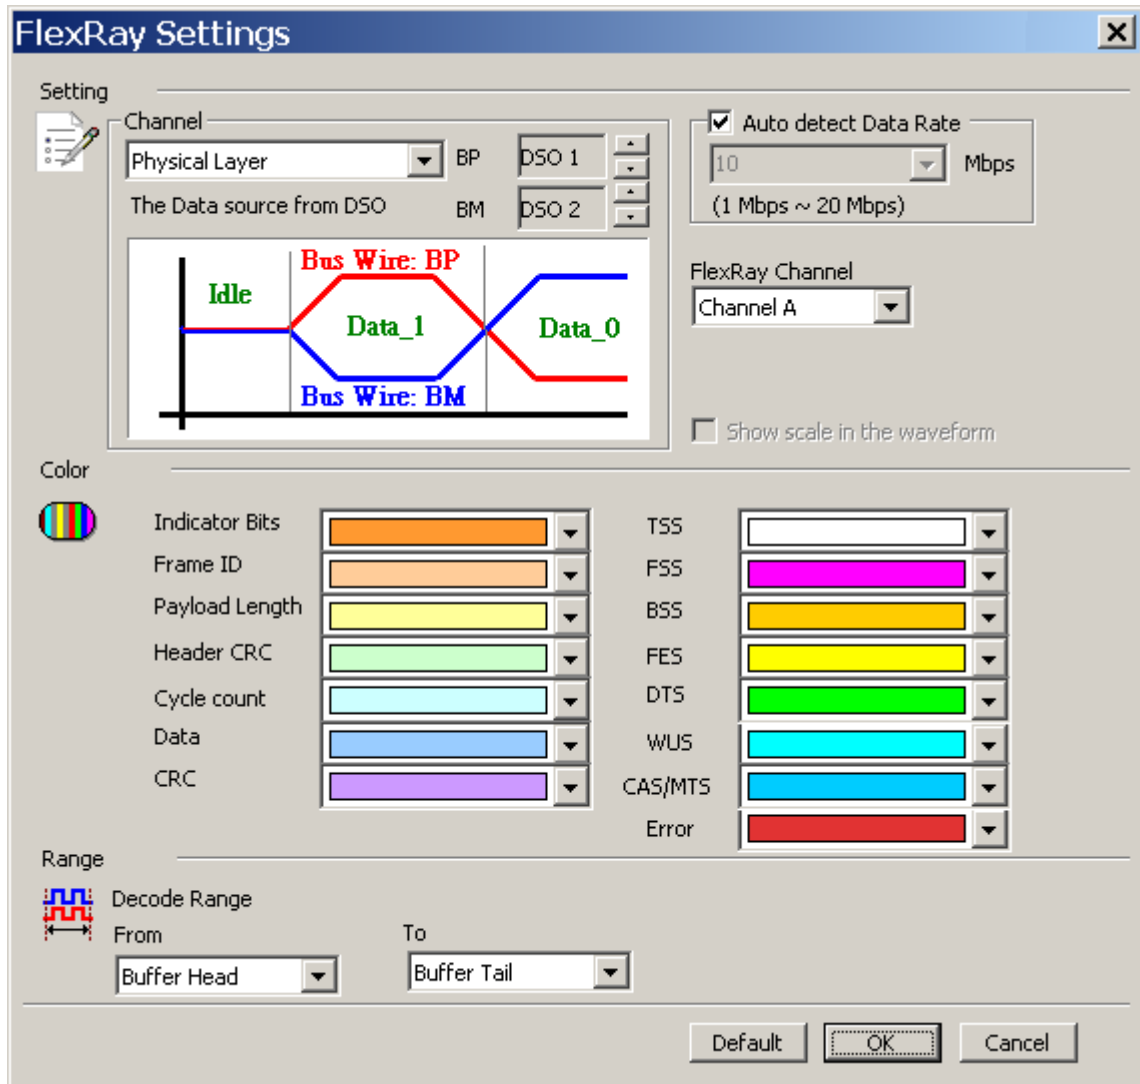 FlexRay Settings
Setting
Channel
Physical Layer
BP
DSO 1
The Data source from DSO
BM
DSO 2
Bus Wire: BP
Idle
Data_1
Data_0
Bus Wire: BM
Auto detect Data Rate
10
Mbps
(1 Mbps ~ 20 Mbps)
FlexRay Channel
Channel A
Show scale in the waveform
Color
Indicator Bits
Frame ID
Payload Length
Header CRC
Cycle count
Data
CRC
TSS
FSS
BSS
FES
DTS
WUS
CAS/MTS
Error
Range
Decode Range
From
To
Buffer Head
Buffer Tail
Default
OK
Cancel